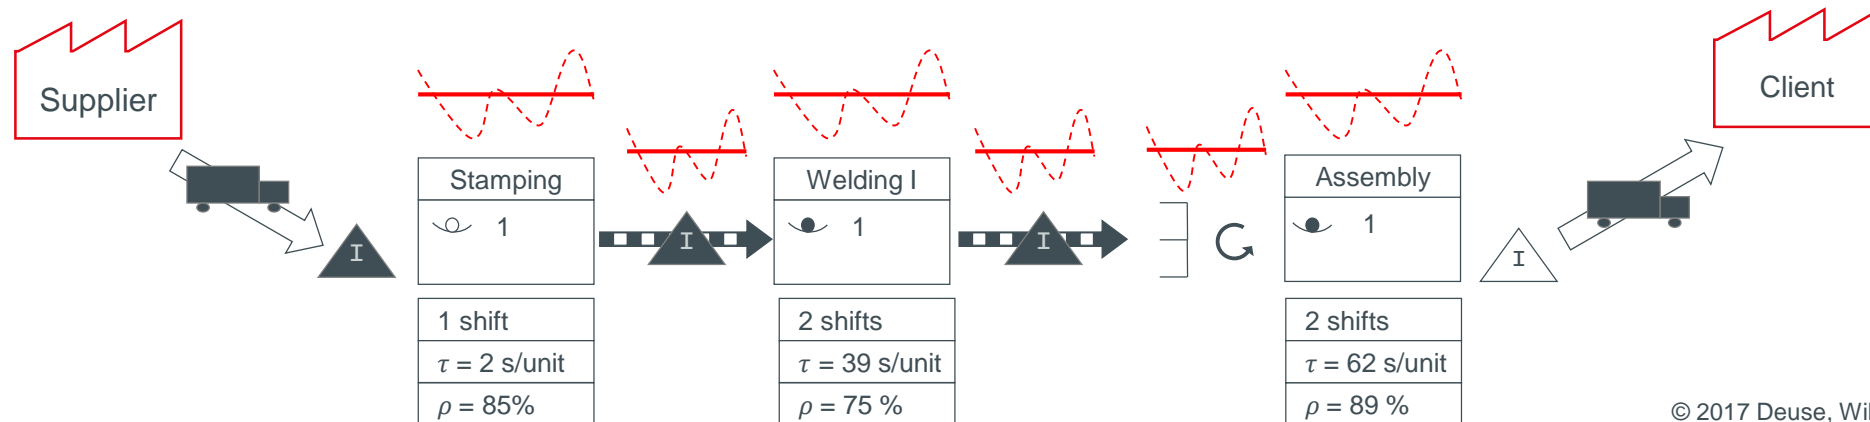 Supplier
Client
Stamping
Welding I
Assembly
1
1
1
I
I
I
I
1 shift
τ = 2 s/unit
ρ = 85%
2 shifts
τ = 39 s/unit
ρ = 75 %
2 shifts
τ = 62 s/unit
ρ = 89 %
© 2017 Deuse,